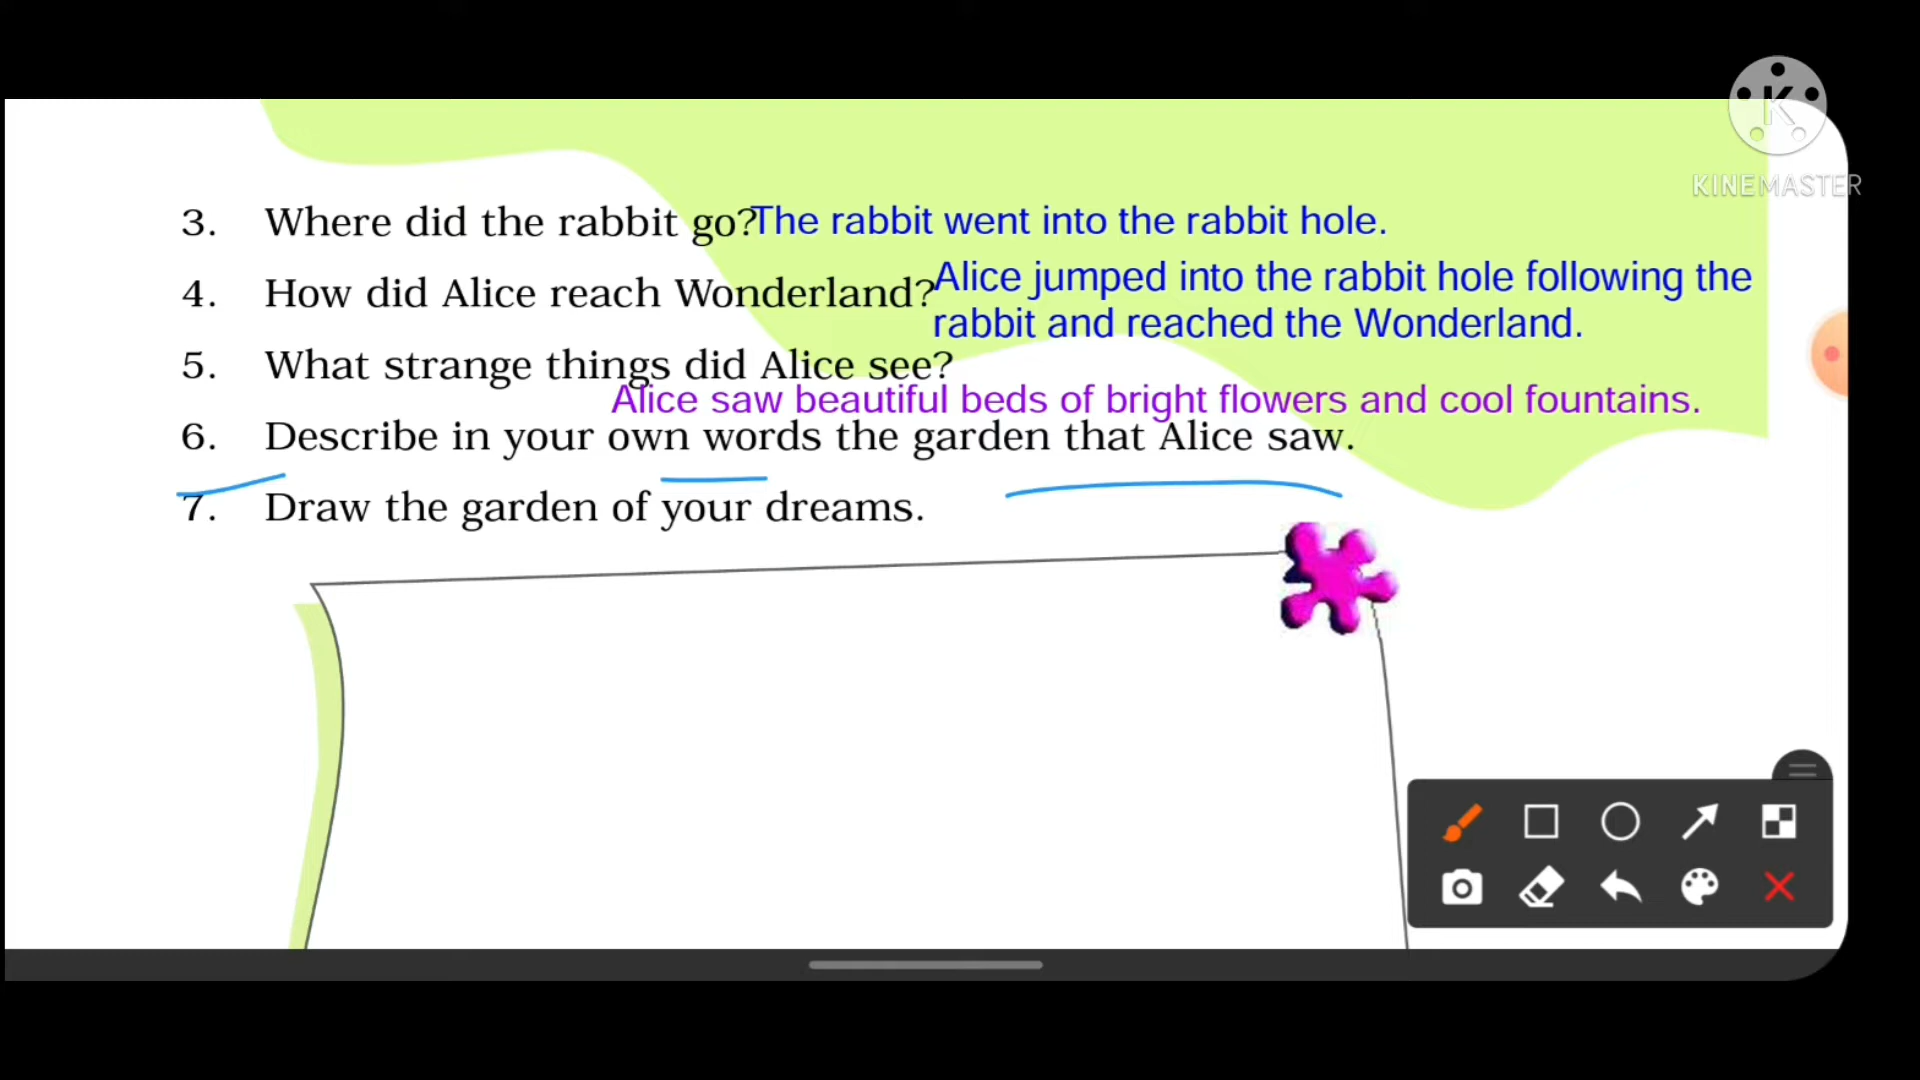 K
KINEMASTER
3. Where did the rabbit go? The rabbit went into the rabbit hole.
4. How did Alice reach Wonderland? Alice jumped into the rabbit hole following the
rabbit and reached the Wonderland.
5. What strange things did Alice see?
Alice saw beautiful beds of bright flowers and cool fountains.
6. Describe in your own words the garden that Alice saw.
7. Draw the garden of your dreams.